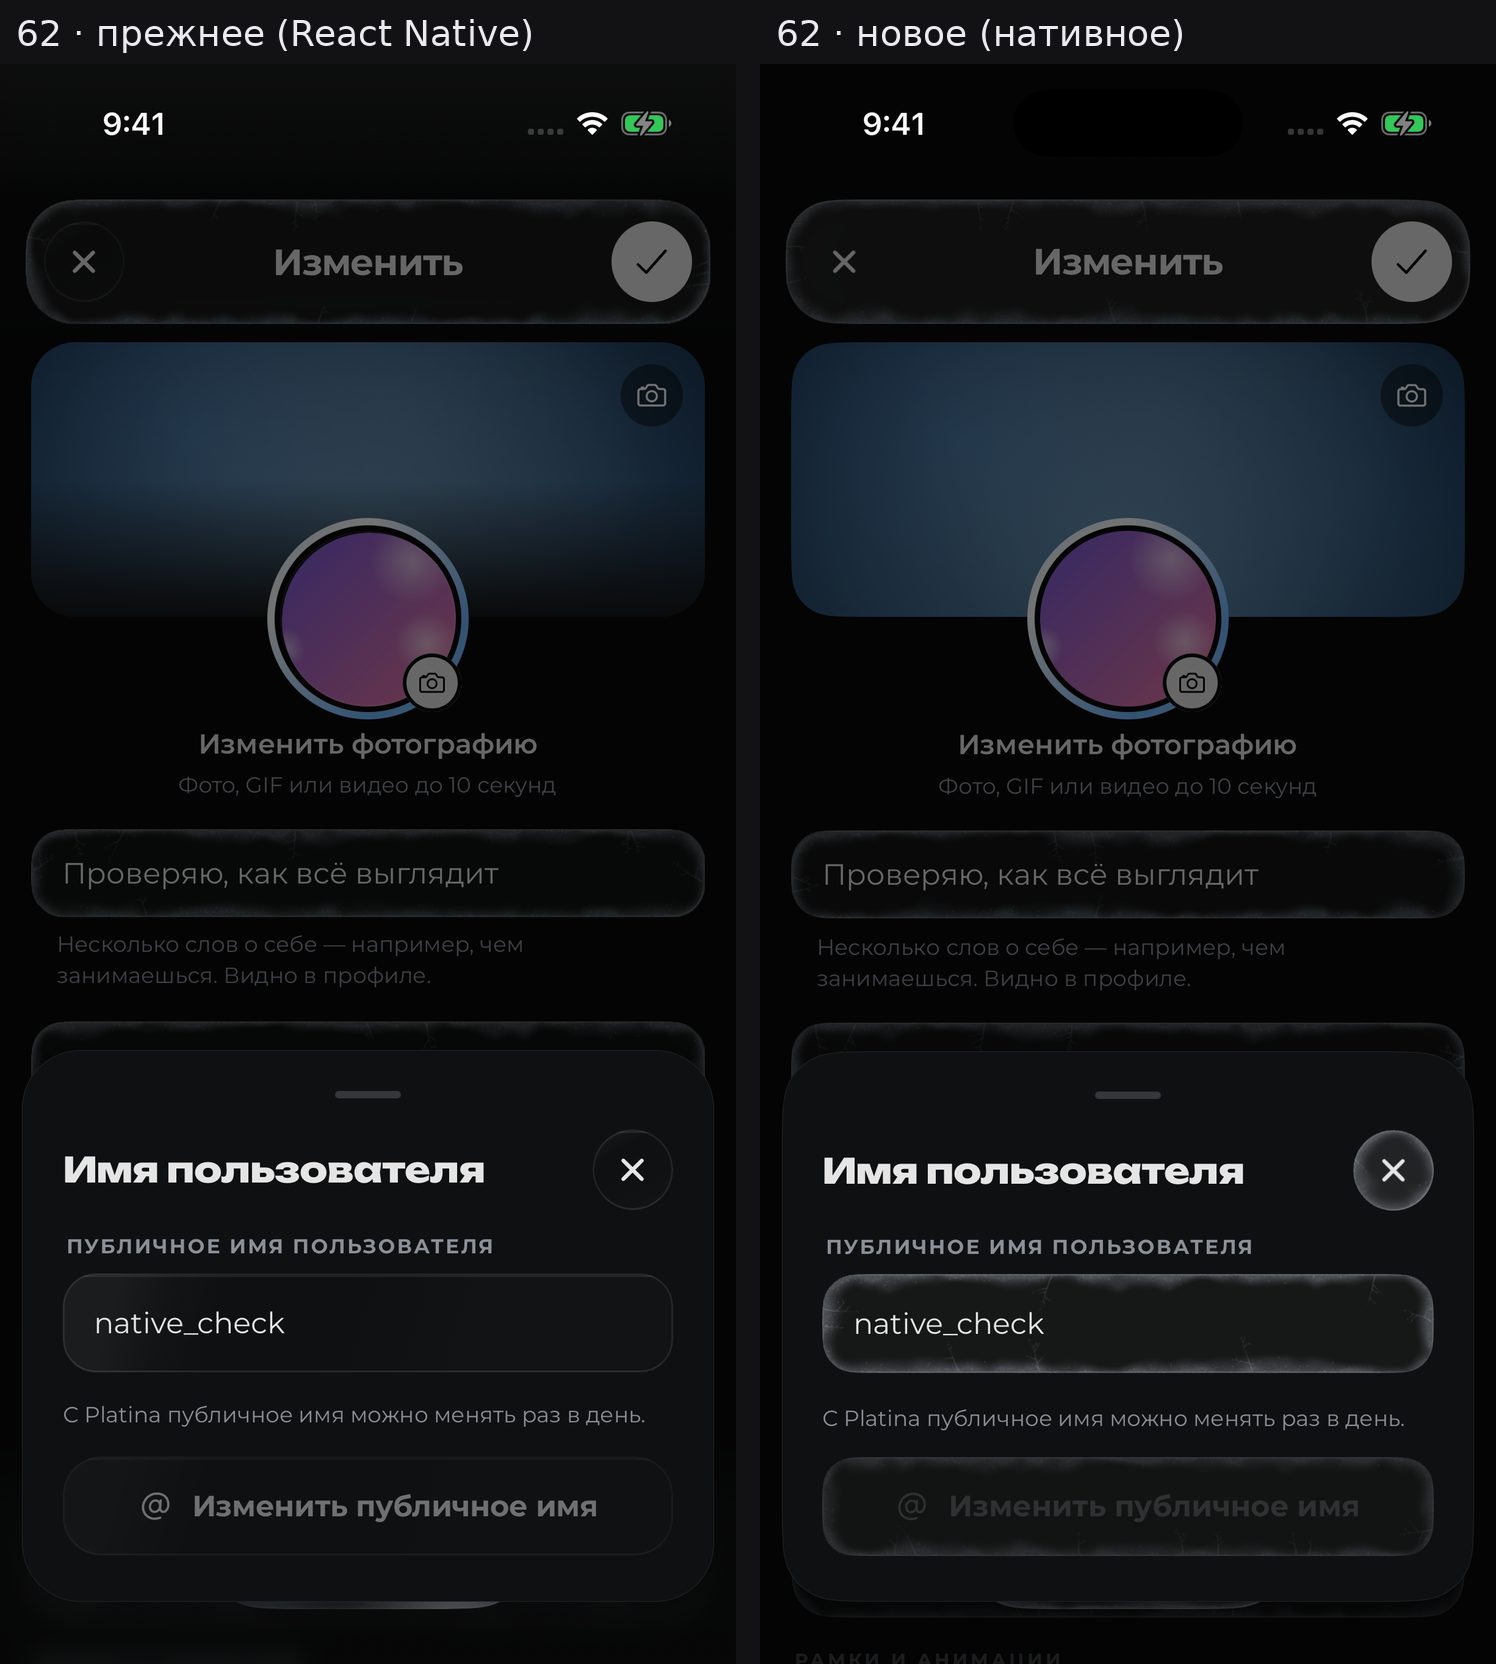 62 · прежнее (React Native)
9:41
Изменить
Изменить фотографию
Фото, GIF или видео до 10 секунд
Проверяю, как всё выглядит
Несколько слов о себе — например, чем
занимаешься. Видно в профиле.
Имя пользователя
ПУБЛИЧНОЕ ИМЯ ПОЛЬЗОВАТЕЛЯ
native_check
С Platina публичное имя можно менять раз в день.
@ Изменить публичное имя
62 · новое (нативное)
9:41
Изменить
Изменить фотографию
Фото, GIF или видео до 10 секунд
Проверяю, как всё выглядит
Несколько слов о себе — например, чем
занимаешься. Видно в профиле.
Имя пользователя
ПУБЛИЧНОЕ ИМЯ ПОЛЬЗОВАТЕЛЯ
native_check
С Platina публичное имя можно менять раз в день.
@ Изменить публичное имя
РАМКИ И АНИМАЦИИ